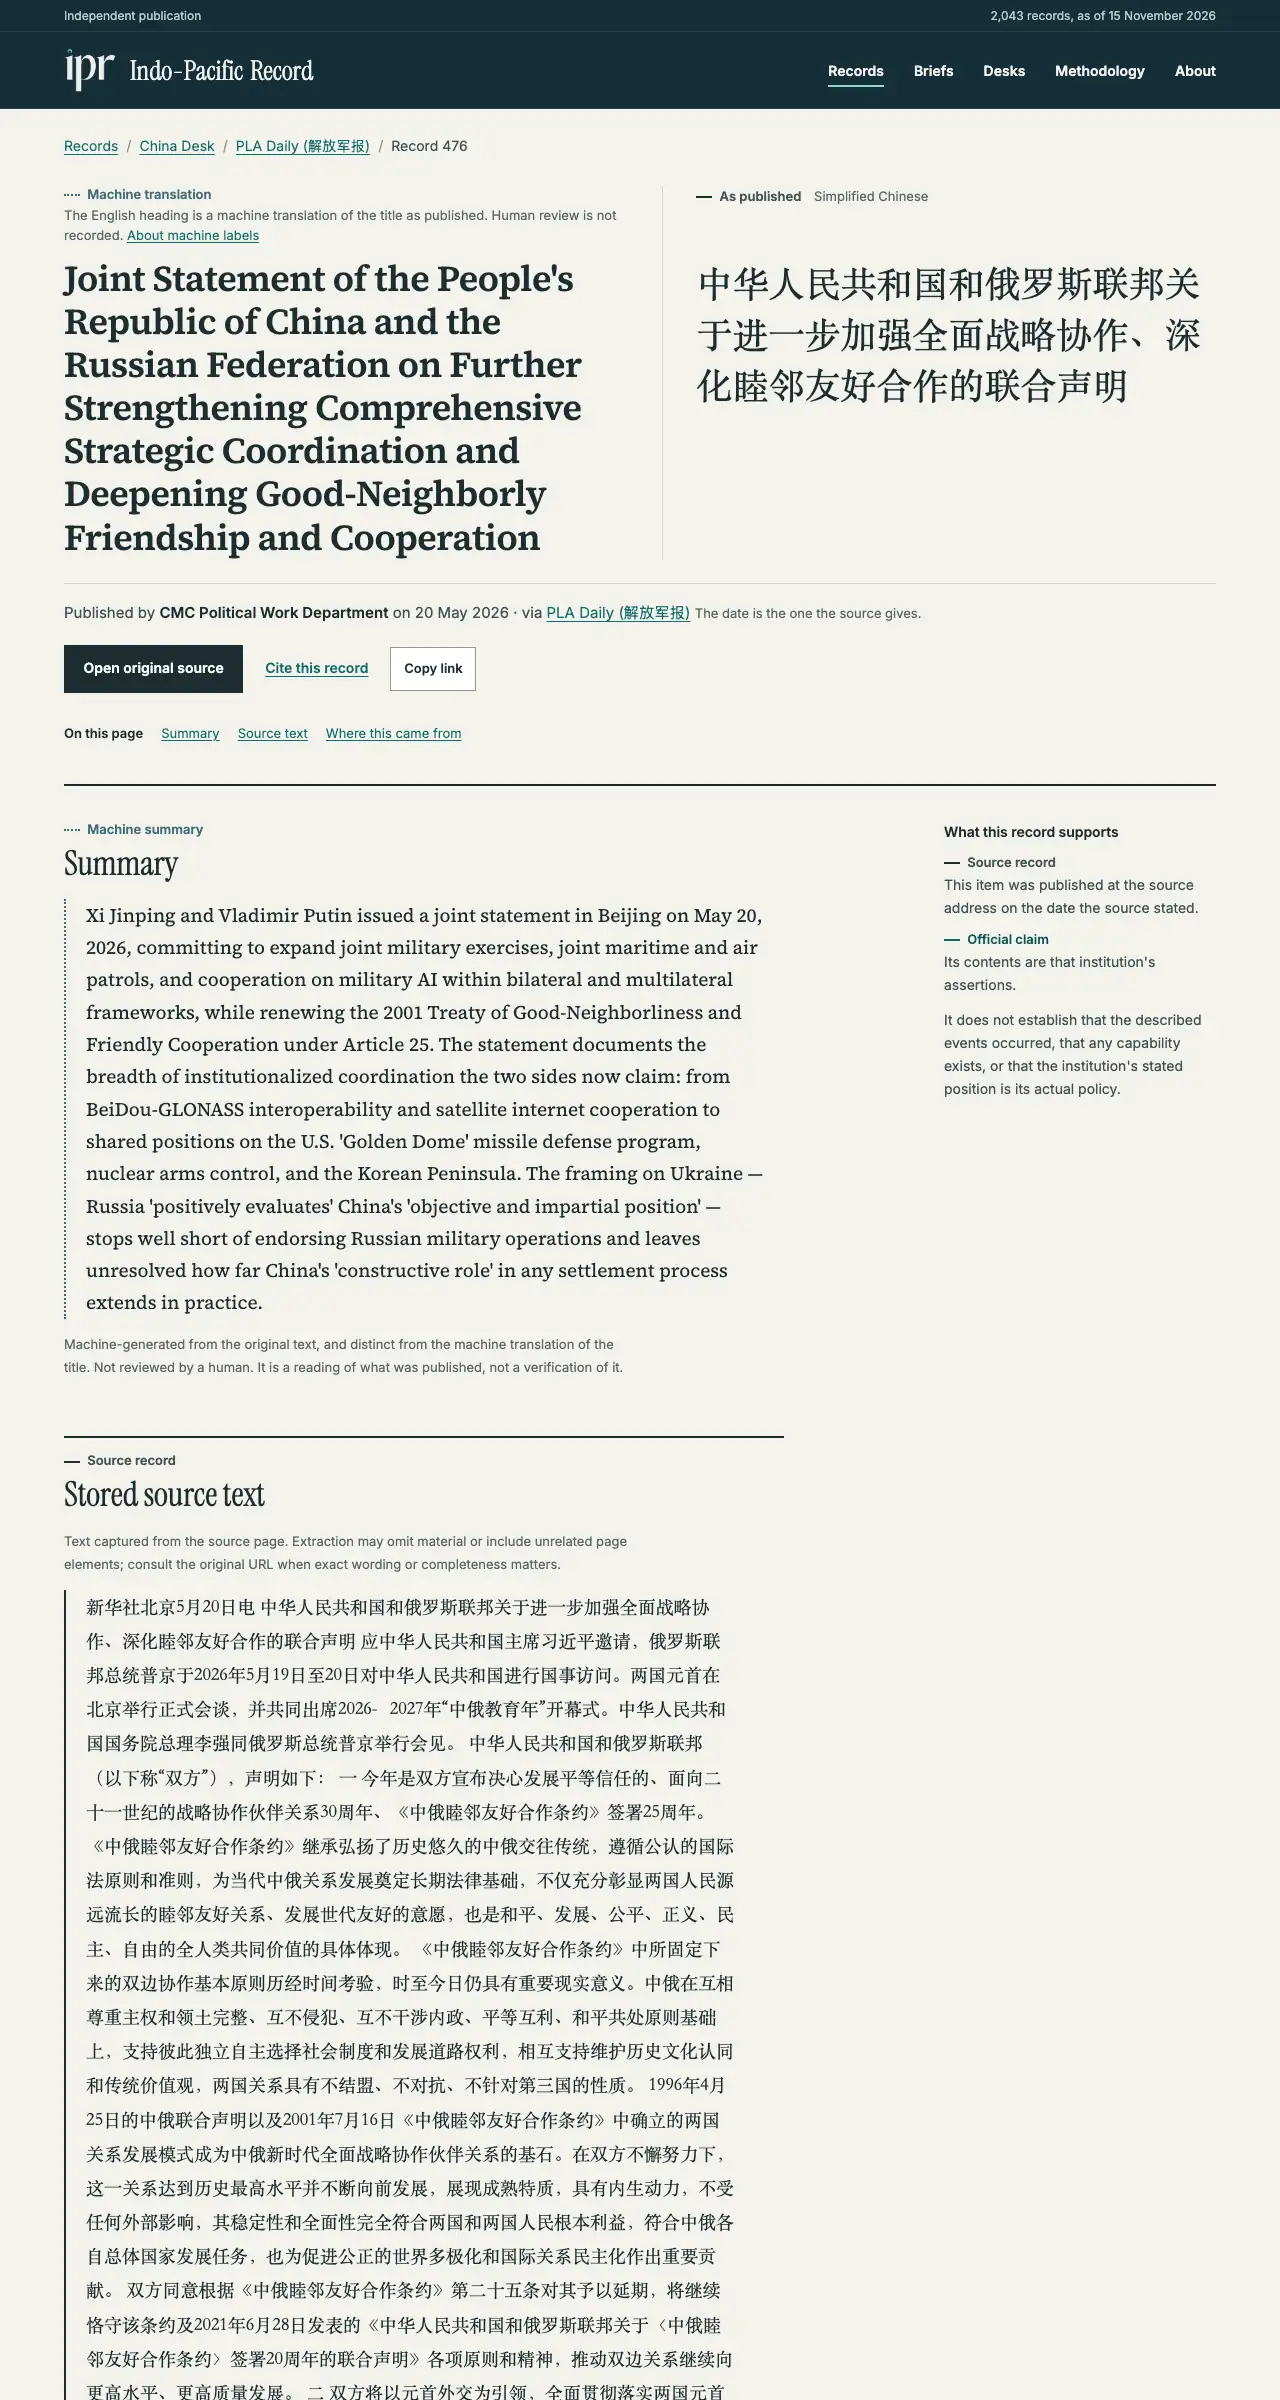 Independent publication
2,043 records, as of 15 November 2026
ipr Indo-Pacific Record
Records Briefs Desks Methodology About
Records / China Desk / PLA Daily (解放军报) / Record 476
Machine translation
The English heading is a machine translation of the title as published. Human review is not
recorded. About machine labels
Joint Statement of the People's
Republic of China and the
Russian Federation on Further
Strengthening Comprehensive
Strategic Coordination and
Deepening Good-Neighborly
Friendship and Cooperation
As published Simplified Chinese
中华人民共和国和俄罗斯联邦关
于进一步加强全面战略协作、深
化睦邻友好合作的联合声明
Published by CMC Political Work Department on 20 May 2026 · via PLA Daily (解放军报) The date is the one the source gives.
Open original source Cite this record Copy link
On this page Summary Source text Where this came from
Machine summary
Summary
Xi Jinping and Vladimir Putin issued a joint statement in Beijing on May 20,
2026, committing to expand joint military exercises, joint maritime and air
patrols, and cooperation on military AI within bilateral and multilateral
frameworks, while renewing the 2001 Treaty of Good-Neighborliness and
Friendly Cooperation under Article 25. The statement documents the
breadth of institutionalized coordination the two sides now claim: from
BeiDou-GLONASS interoperability and satellite internet cooperation to
shared positions on the U.S. 'Golden Dome' missile defense program,
nuclear arms control, and the Korean Peninsula. The framing on Ukraine —
Russia 'positively evaluates' China's 'objective and impartial position' —
stops well short of endorsing Russian military operations and leaves
unresolved how far China's 'constructive role' in any settlement process
extends in practice.
Machine-generated from the original text, and distinct from the machine translation of the
title. Not reviewed by a human. It is a reading of what was published, not a verification of it.
What this record supports
Source record
This item was published at the source
address on the date the source stated.
Official claim
Its contents are that institution's
assertions.
It does not establish that the described
events occurred, that any capability
exists, or that the institution's stated
position is its actual policy.
Source record
Stored source text
Text captured from the source page. Extraction may omit material or include unrelated page
elements; consult the original URL when exact wording or completeness matters.
新华社北京5月20日电 中华人民共和国和俄罗斯联邦关于进一步加强全面战略协
作、深化睦邻友好合作的联合声明 应中华人民共和国主席习近平邀请，俄罗斯联
邦总统普京于2026年5月19日至20日对中华人民共和国进行国事访问。两国元首在
北京举行正式会谈，并共同出席2026- 2027年“中俄教育年”开幕式。中华人民共和
国国务院总理李强同俄罗斯总统普京举行会见。 中华人民共和国和俄罗斯联邦
（以下称“双方”），声明如下： 一 今年是双方宣布决心发展平等信任的、面向二
十一世纪的战略协作伙伴关系30周年、《中俄睦邻友好合作条约》签署25周年。
《中俄睦邻友好合作条约》继承弘扬了历史悠久的中俄交往传统，遵循公认的国际
法原则和准则，为当代中俄关系发展奠定长期法律基础，不仅充分彰显两国人民源
远流长的睦邻友好关系、发展世代友好的意愿，也是和平、发展、公平、正义、民
主、自由的全人类共同价值的具体体现。 《中俄睦邻友好合作条约》中所固定下
来的双边协作基本原则历经时间考验，时至今日仍具有重要现实意义。中俄在互相
尊重主权和领土完整、互不侵犯、互不干涉内政、平等互利、和平共处原则基础
上，支持彼此独立自主选择社会制度和发展道路权利，相互支持维护历史文化认同
和传统价值观，两国关系具有不结盟、不对抗、不针对第三国的性质。 1996年4月
25日的中俄联合声明以及2001年7月16日《中俄睦邻友好合作条约》中确立的两国
关系发展模式成为中俄新时代全面战略协作伙伴关系的基石。在双方不懈努力下，
这一关系达到历史最高水平并不断向前发展，展现成熟特质，具有内生动力，不受
任何外部影响，其稳定性和全面性完全符合两国和两国人民根本利益，符合中俄各
自总体国家发展任务，也为促进公正的世界多极化和国际关系民主化作出重要贡
献。 双方同意根据《中俄睦邻友好合作条约》第二十五条对其予以延期，将继续
恪守该条约及2021年6月28日发表的《中华人民共和国和俄罗斯联邦关于〈中俄睦
邻友好合作条约〉签署20周年的联合声明》各项原则和精神，推动双边关系继续向
更高水平、更高质量发展。 二 双方将以元首外交为引领，全面贯彻落实两国元首